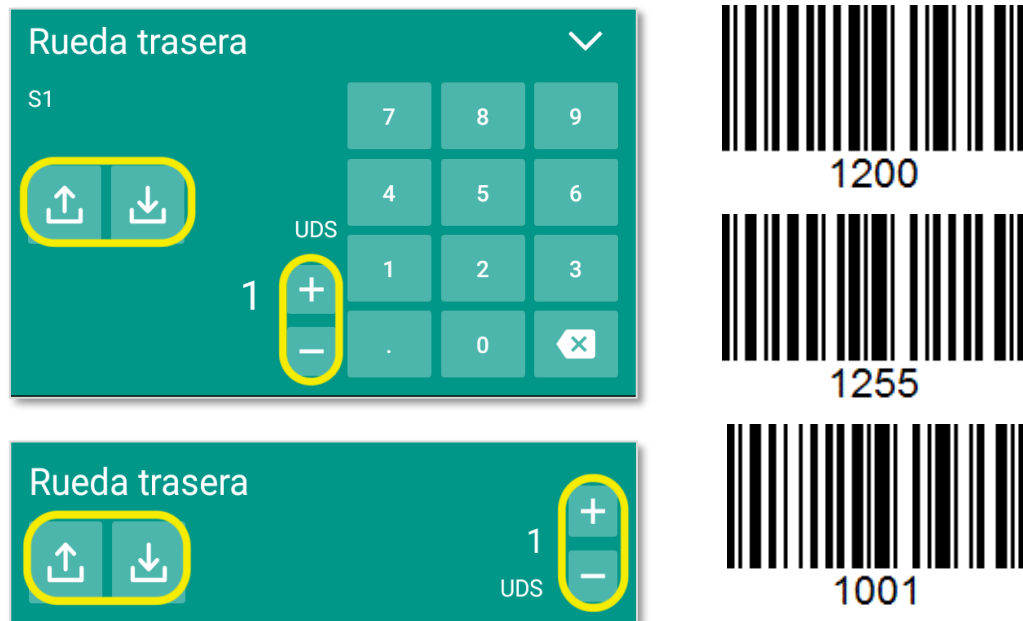 Rueda trasera
S1
7 8 9
4 5 6
UDS
1 2 3
1 + 
. 0
−
Rueda trasera
+
1
UDS
−
1200
1255
1001